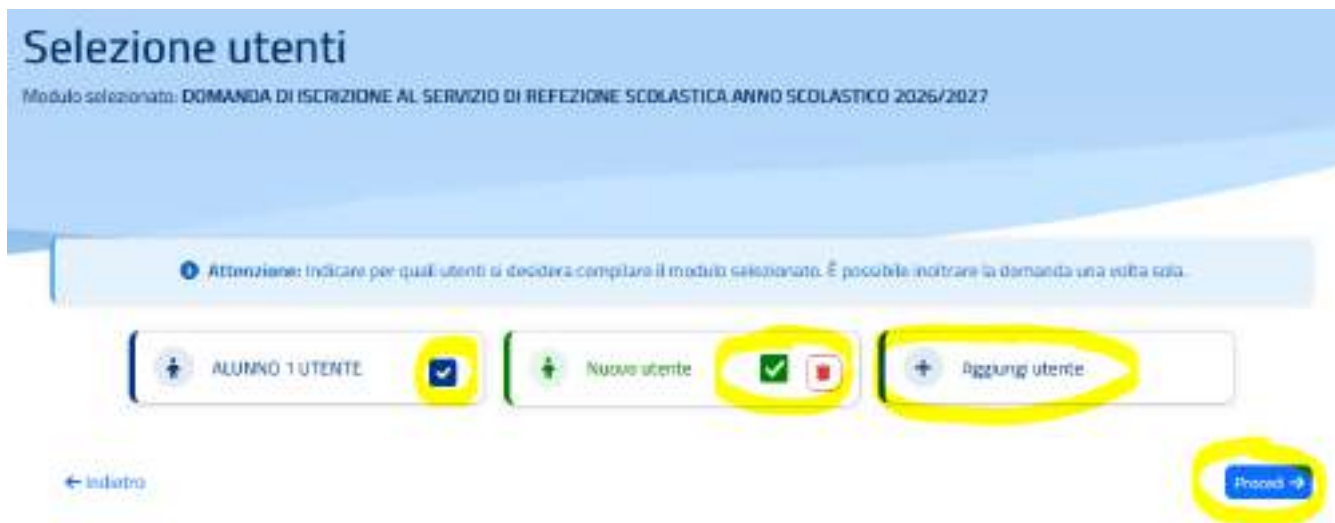 Selezione utenti
Modulo selezionato: DOMANDA DI ISCRIZIONE AL SERVIZIO DI REFEZIONE SCOLASTICA ANNO SCOLASTICO 2026/2027
Attenzione: Indicare per quali utenti si desidera compilare il modulo selezionato. È possibile inoltrare la domanda una volta sola.
ALUNNO 1 UTENTE
Nuovo utente
Aggiungi utente
Indietro
Procedi